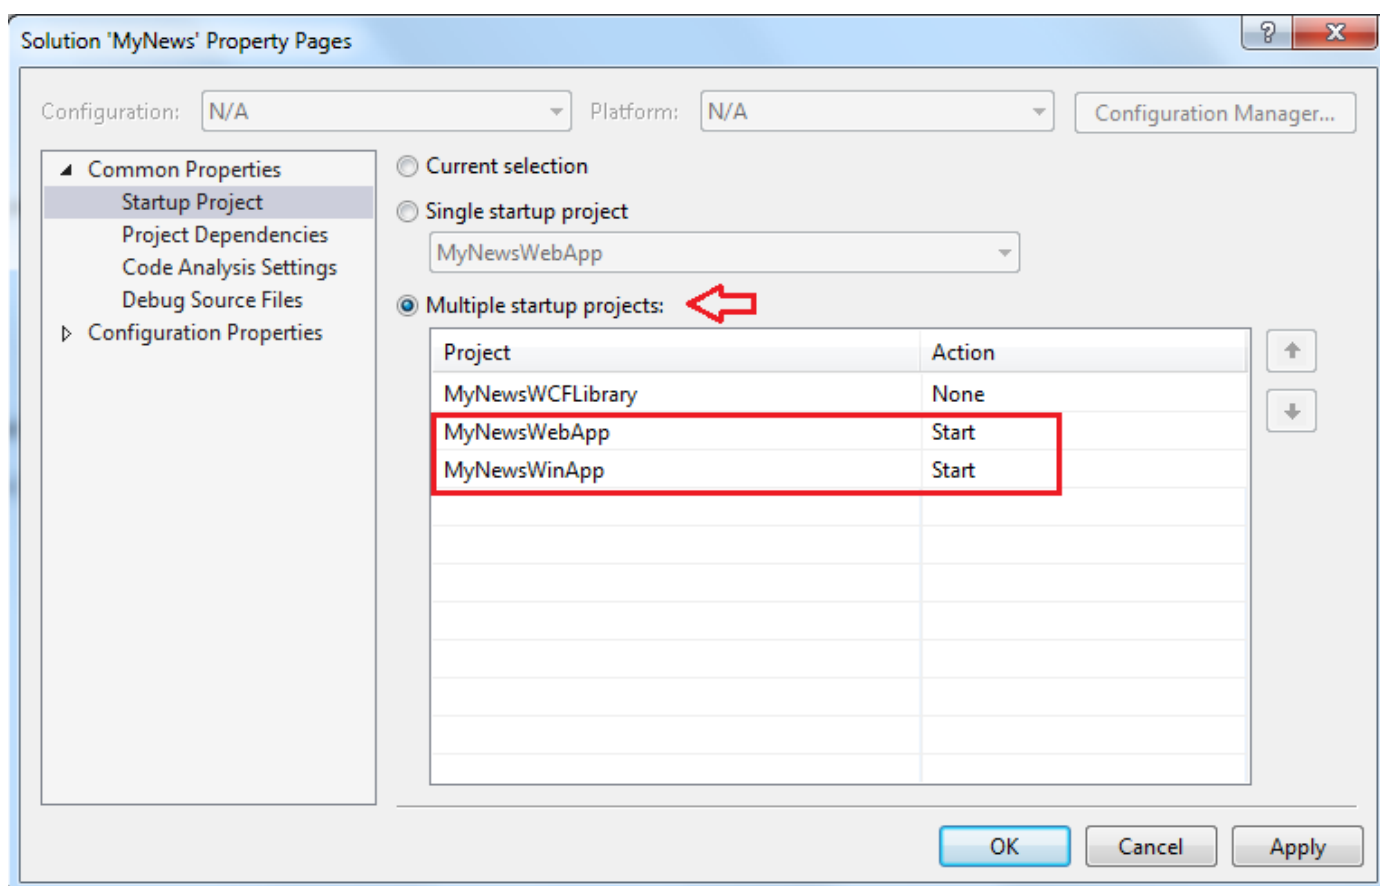 Solution 'MyNews' Property Pages
?
Configuration: N/A Platform: N/A Configuration Manager...
Common Properties
Startup Project
Project Dependencies
Code Analysis Settings
Debug Source Files
Configuration Properties
Current selection
Single startup project
MyNewsWebApp
Multiple startup projects:
Project Action
MyNewsWCFLibrary None
MyNewsWebApp Start
MyNewsWinApp Start
OK Cancel Apply